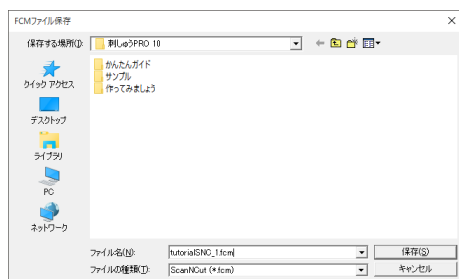 FCMファイル保存
保存する場所(I):
刺しゅうPRO 10
かんたんガイド
サンプル
作ってみましょう
クイック アクセス
デスクトップ
ライブラリ
PC
ネットワーク
ファイル名(N):
tutorialSNC_1.fcm
保存(S)
ファイルの種類(T):
ScanNCut (*.fcm)
キャンセル